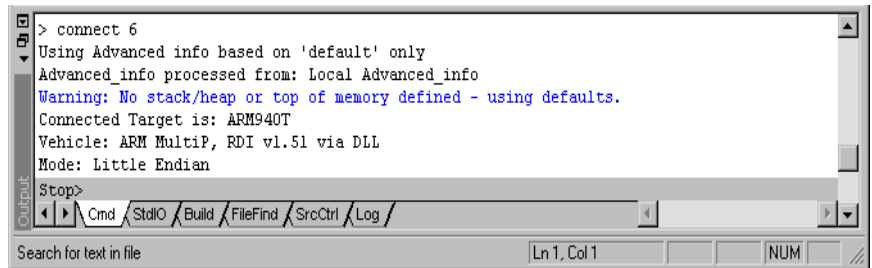 > connect 6
Using Advanced info based on 'default' only
Advanced_info processed from: Local Advanced_info
Warning: No stack/heap or top of memory defined - using defaults.
Connected Target is: ARM940T
Vehicle: ARM MultiP, RDI v1.51 via DLL
Mode: Little Endian
Stop>
Output
Cmd StdIO Build FileFind SrcCtrl Log
Search for text in file Ln 1, Col 1 NUM